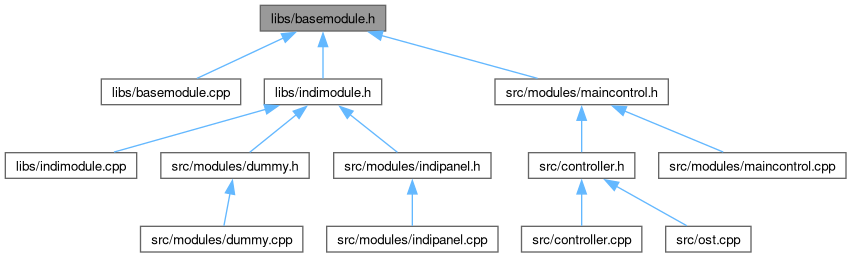 libs/basemodule.h
libs/basemodule.cpp
libs/indimodule.h
src/modules/maincontrol.h
libs/indimodule.cpp
src/modules/dummy.h
src/modules/indipanel.h
src/controller.h
src/modules/maincontrol.cpp
src/modules/dummy.cpp
src/modules/indipanel.cpp
src/controller.cpp
src/ost.cpp